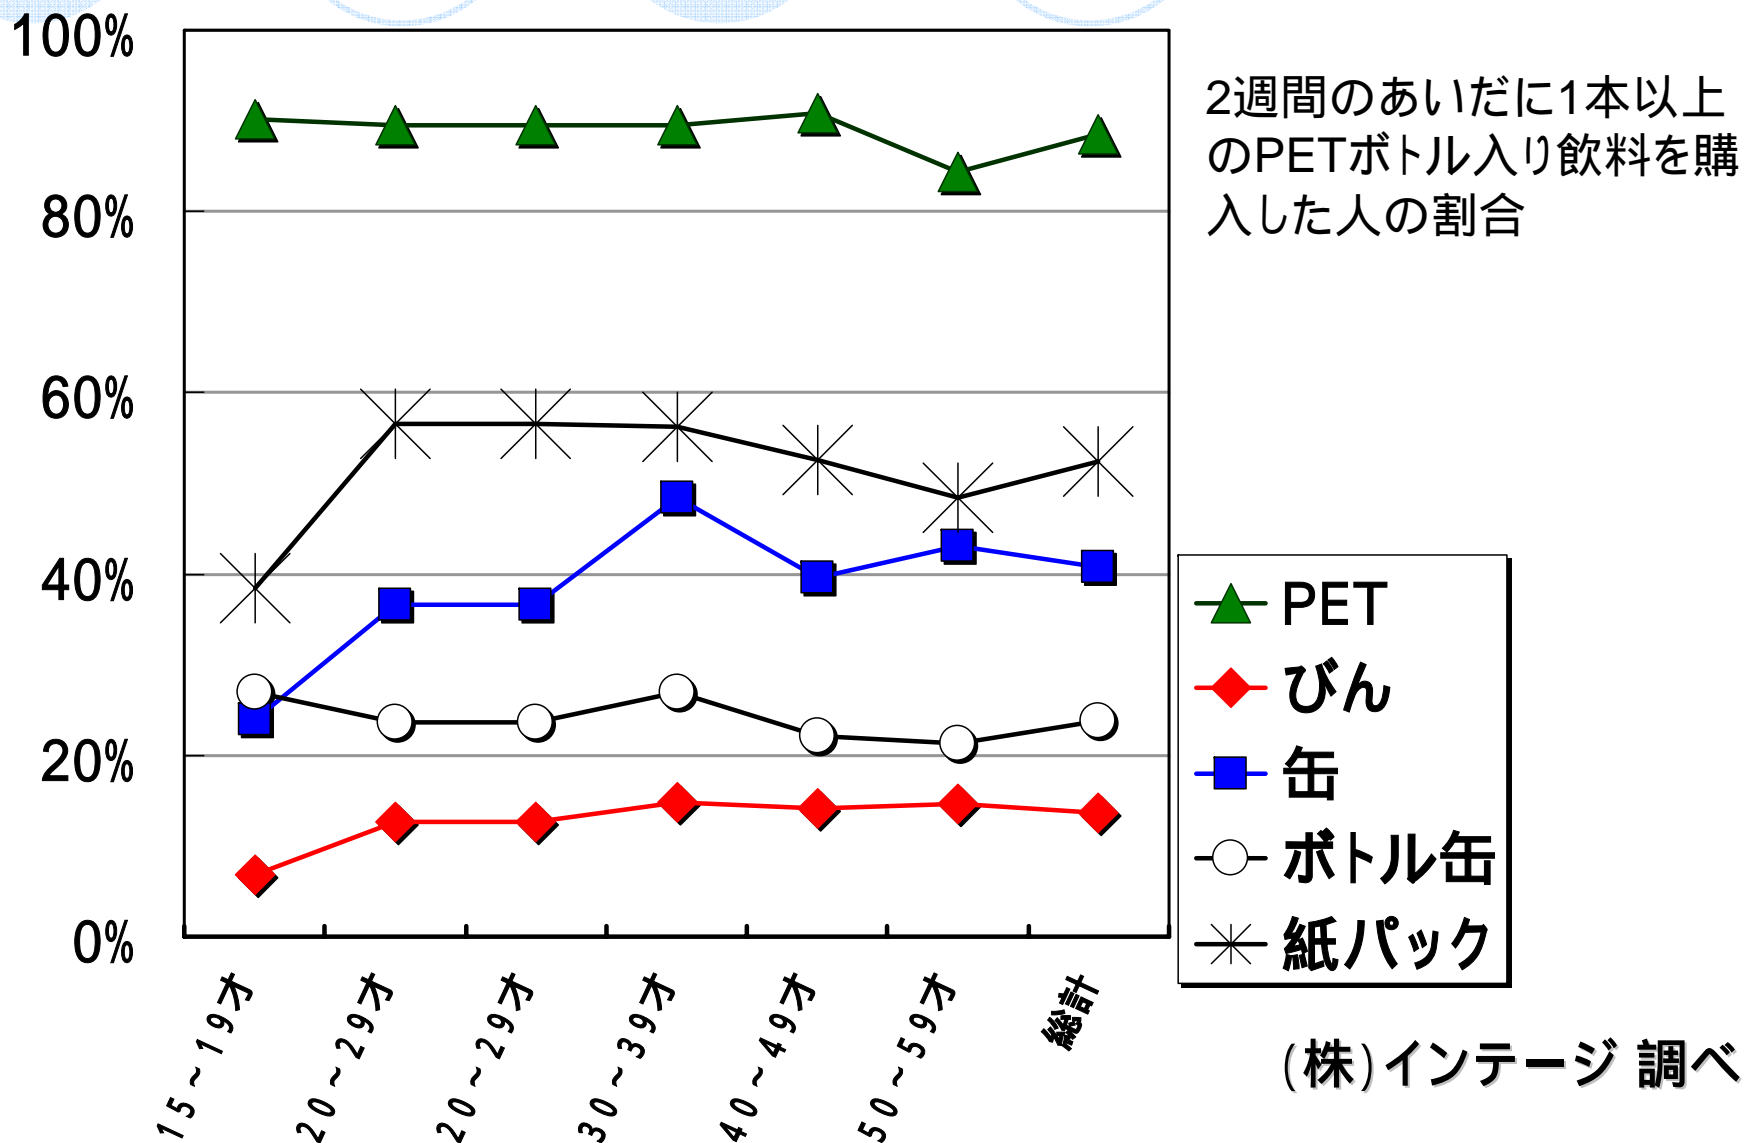 100%
80%
60%
40%
20%
0%
15～19才
20～29才
20～29才
30～39才
40～49才
50～59才
総計
2週間のあいだに1本以上
のPETボトル入り飲料を購
入した人の割合
PET
びん
缶
ボトル缶
紙パック
(株)インテージ 調べ